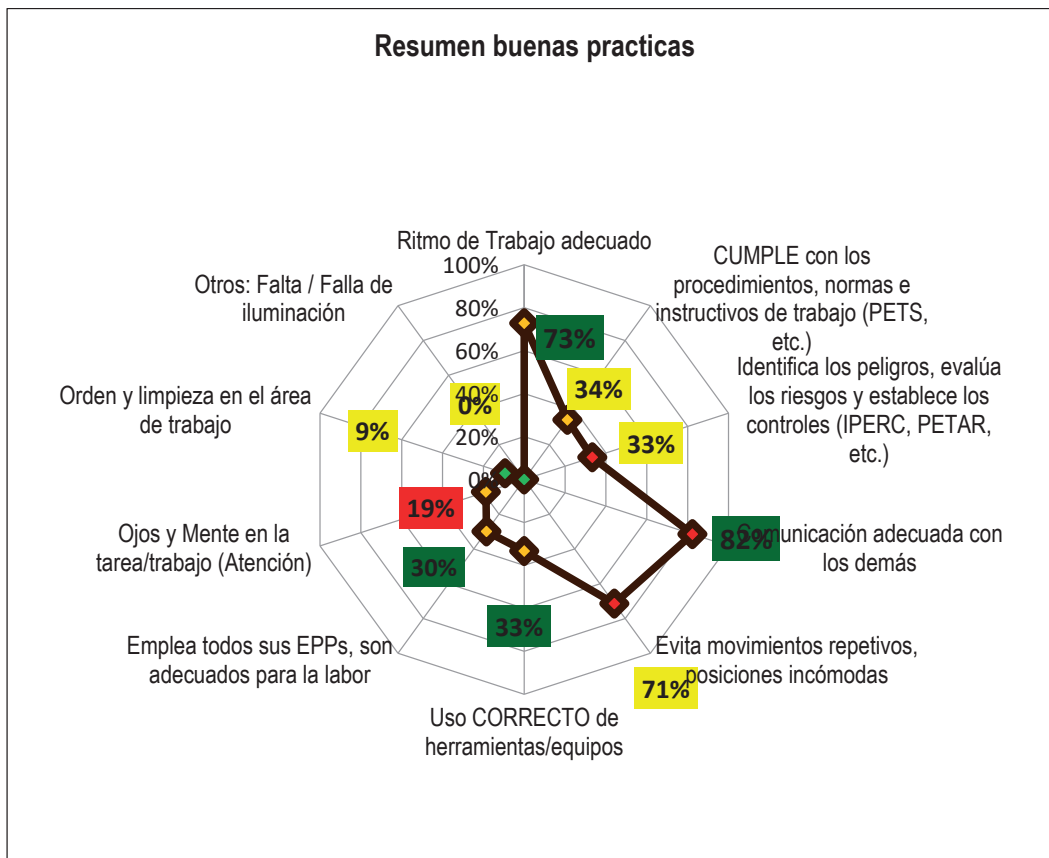 Resumen buenas practicas
Ritmo de Trabajo adecuado
CUMPLE con los
procedimientos, normas e
instructivos de trabajo (PETS,
etc.)
Identifica los peligros, evalúa
los riesgos y establece los
controles (IPERC, PETAR,
etc.)
Comunicación adecuada con
los demás
Evita movimientos repetivos,
posiciones incómodas
Uso CORRECTO de
herramientas/equipos
Emplea todos sus EPPs, son
adecuados para la labor
Ojos y Mente en la
tarea/trabajo (Atención)
Orden y limpieza en el área
de trabajo
Otros: Falta / Falla de
iluminación
100%
80%
60%
40%
20%
0%
73%
34%
33%
82%
71%
33%
30%
19%
9%
0%